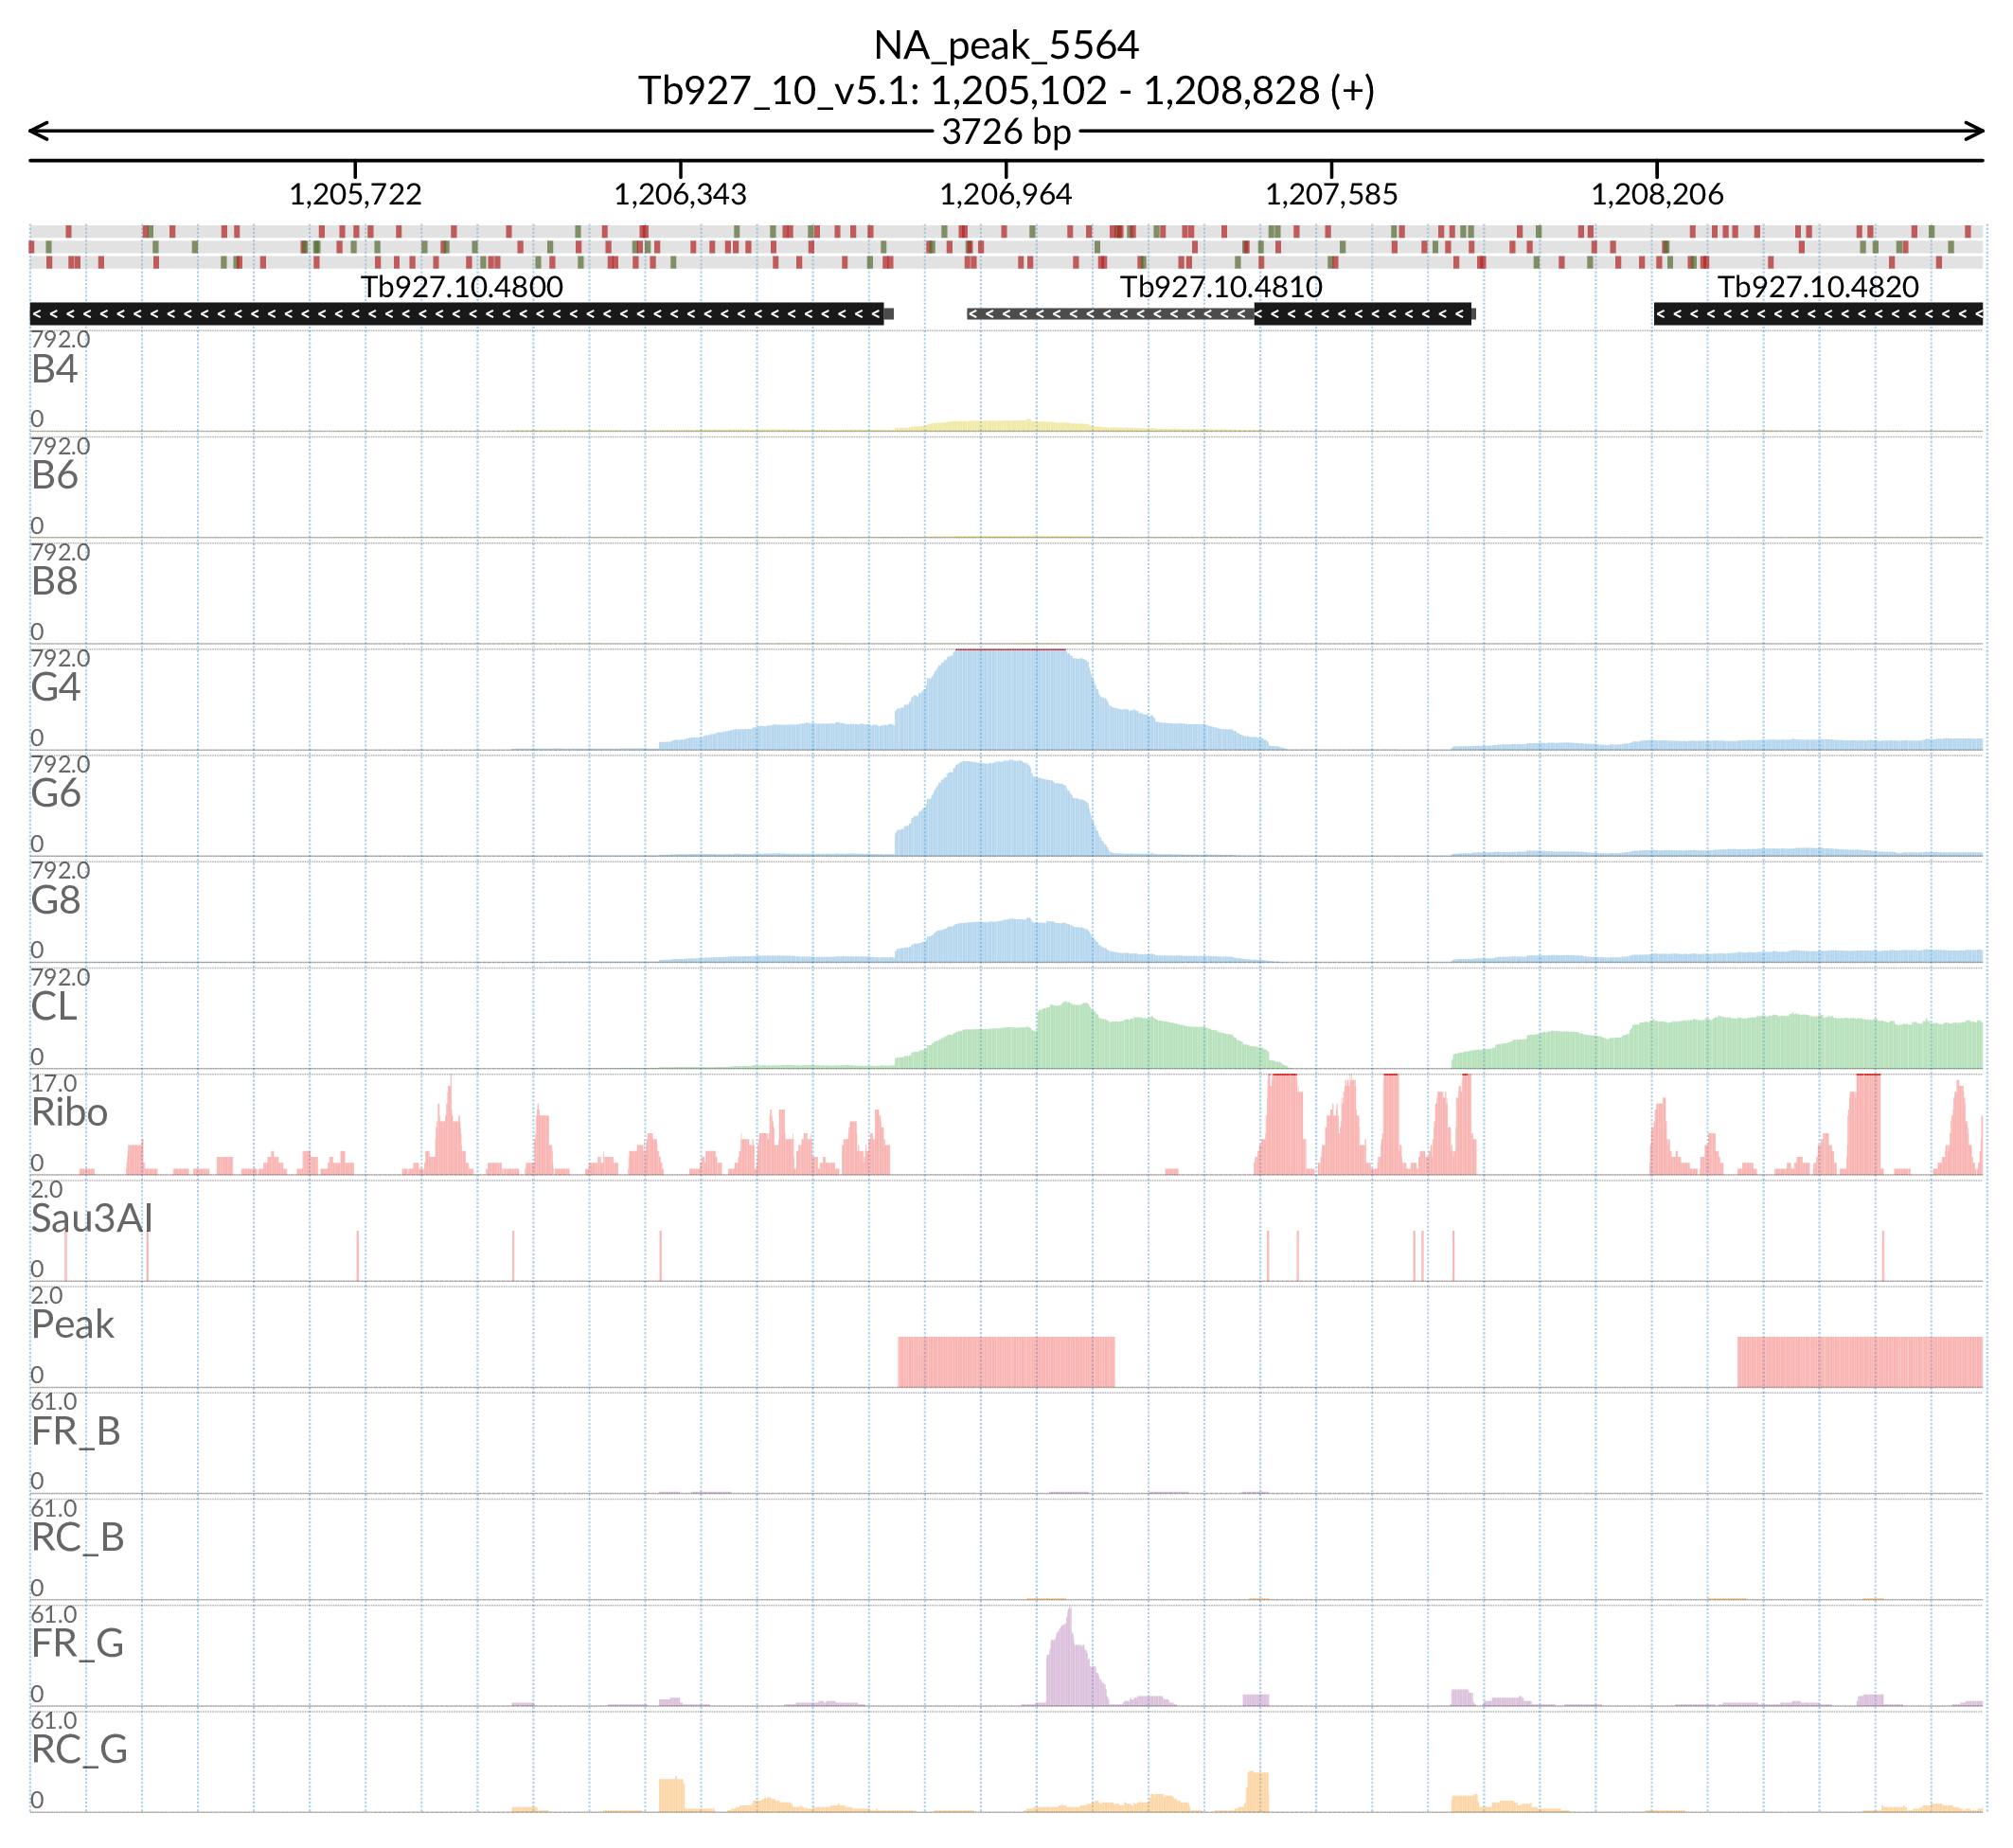 NA_peak_5564
Tb927_10_v5.1: 1,205,102 - 1,208,828 (+)
3726 bp
1,205,722 1,206,343 1,206,964 1,207,585 1,208,206
Tb927.10.4800 Tb927.10.4810 Tb927.10.4820
792.0
B4
0
792.0
B6
0
792.0
B8
0
792.0
G4
0
792.0
G6
0
792.0
G8
0
792.0
CL
0
17.0
Ribo
0
2.0
Sau3AI
0
2.0
Peak
0
61.0
FR_B
0
61.0
RC_B
0
61.0
FR_G
0
61.0
RC_G
0